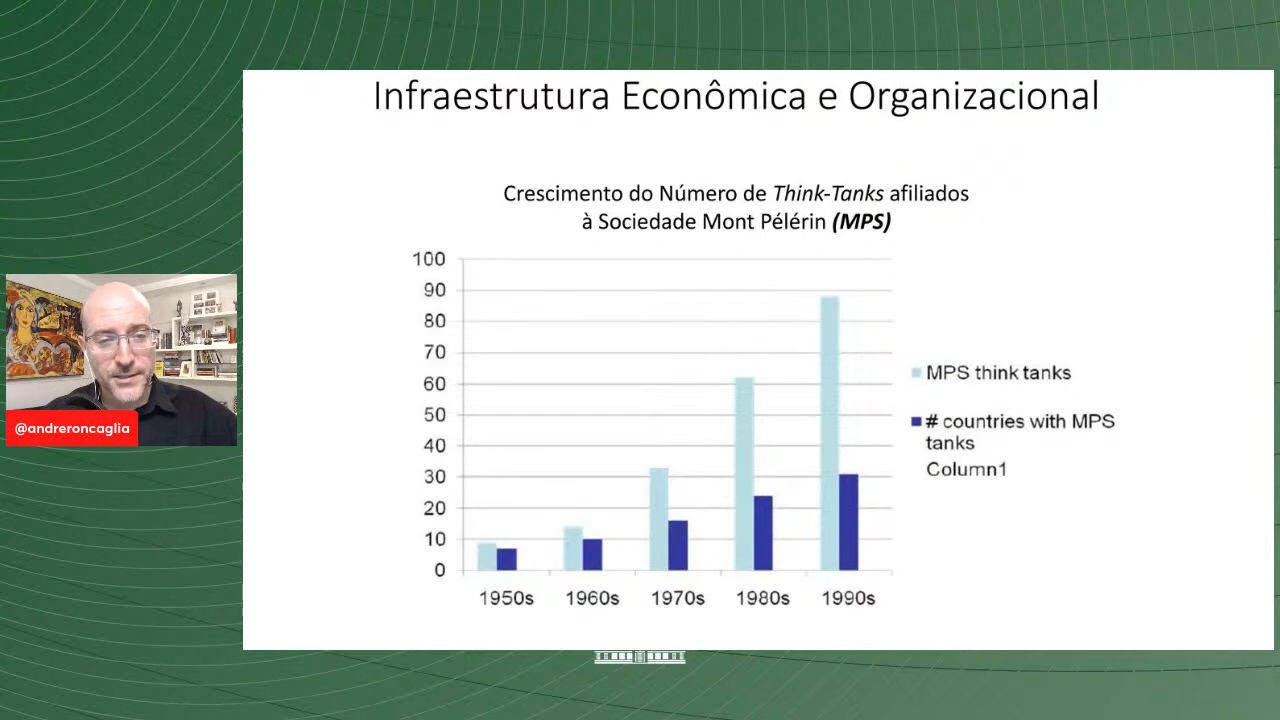 Infraestrutura Econômica e Organizacional
Crescimento do Número de Think-Tanks afiliados
à Sociedade Mont Pélérin (MPS)
100
90
80
70
60
50
40
30
20
10
0
1950s 1960s 1970s 1980s 1990s
MPS think tanks
# countries with MPS
tanks
Column1
@andreroncaglia